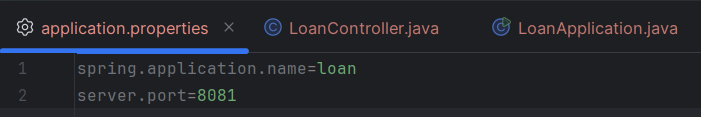 application.properties × LoanController.java LoanApplication.java
1 spring.application.name=loan
2 server.port=8081